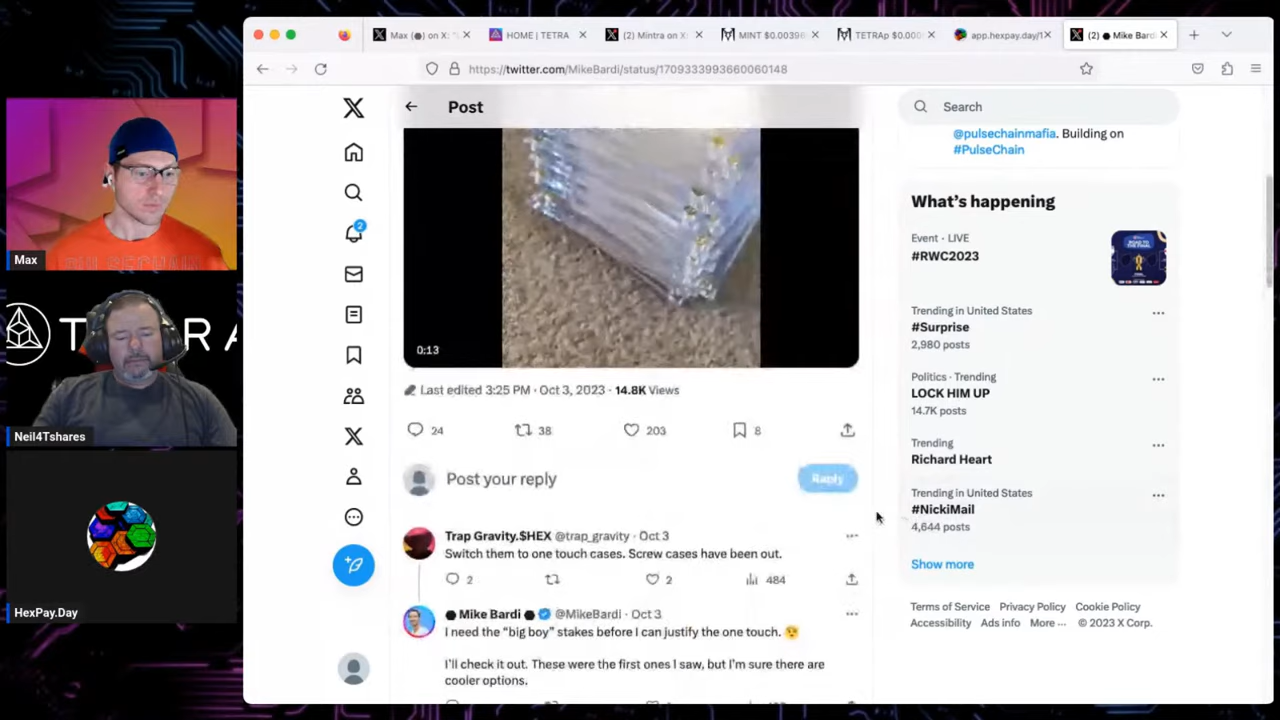 Max (⬣) on X: "
HOME | TETRA
(2) Mintra on X:
MINT $0.00396
TETRAp $0.000
app.hexpay.day/1
(2) ⬣ Mike Bardi
https://twitter.com/MikeBardi/status/1709333993660060148
Post
Search
@pulsechainmafia. Building on
#PulseChain
What's happening
Event · LIVE
#RWC2023
Trending in United States
#Surprise
2,980 posts
Politics · Trending
LOCK HIM UP
14.7K posts
Trending
Richard Heart
Trending in United States
#NickiMail
4,644 posts
Show more
Terms of Service Privacy Policy Cookie Policy
Accessibility Ads info More ··· © 2023 X Corp.
2
0:13
Last edited 3:25 PM · Oct 3, 2023 · 14.8K Views
24 38 203 8
Post your reply
Reply
Trap Gravity.$HEX @trap_gravity · Oct 3
Switch them to one touch cases. Screw cases have been out.
2 2 484
⬣ Mike Bardi ⬣ @MikeBardi · Oct 3
I need the "big boy" stakes before I can justify the one touch. 😉
I'll check it out. These were the first ones I saw, but I'm sure there are
cooler options.
Max
TETRA
Neil4Tshares
HexPay.Day